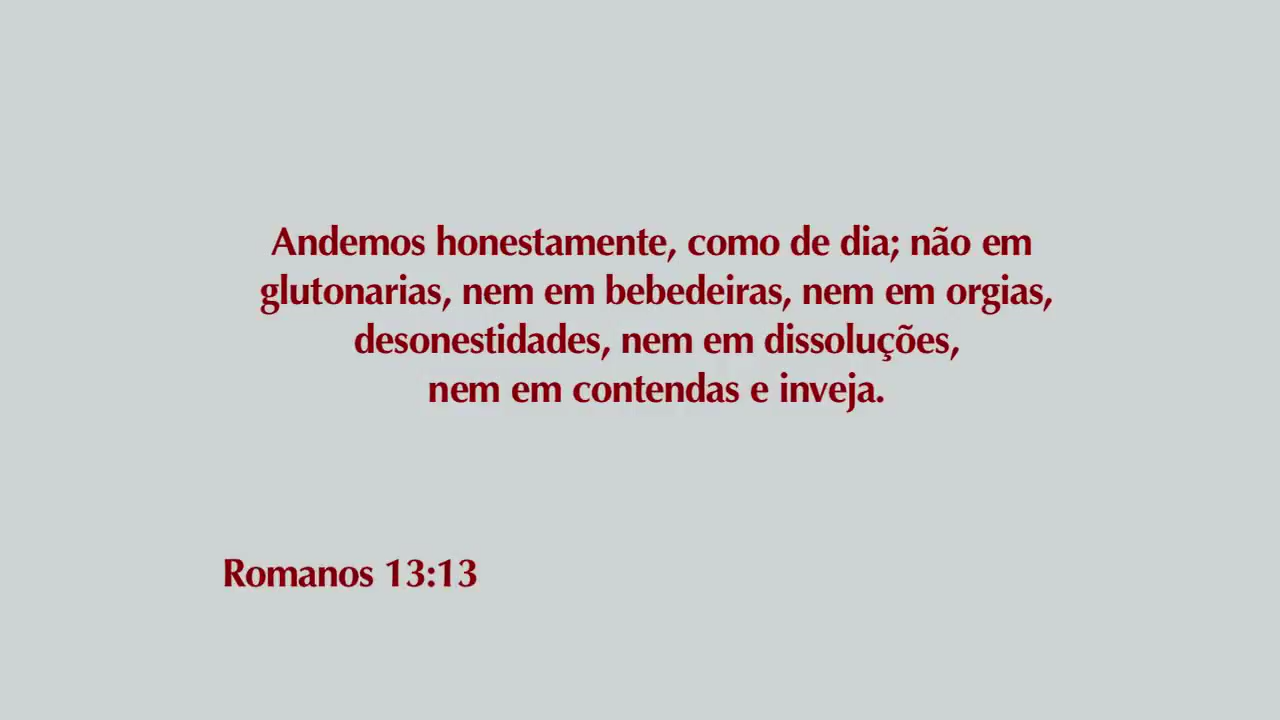 Andemos honestamente, como de dia; não em
glutonarias, nem em bebedeiras, nem em orgias,
desonestidades, nem em dissoluções,
nem em contendas e inveja.
Romanos 13:13